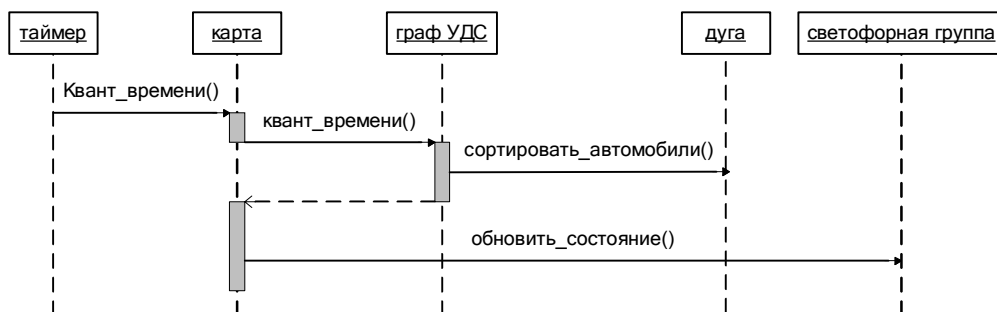 таймер
карта
граф УДС
дуга
светофорная группа
Квант_времени()
квант_времени()
сортировать_автомобили()
обновить_состояние()